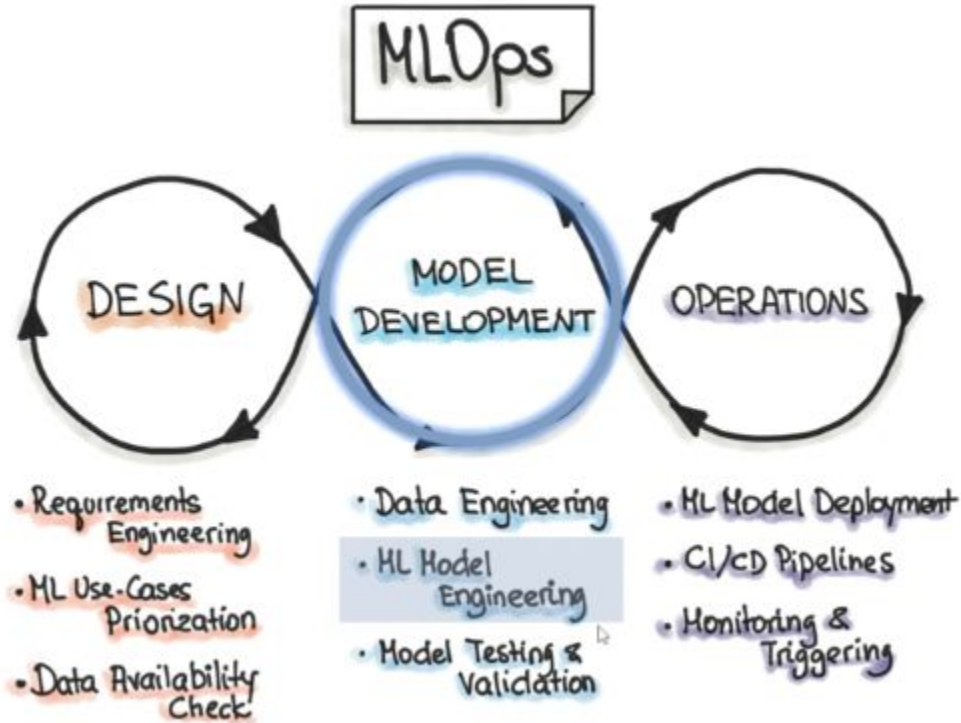 MLOps
DESIGN
MODEL
DEVELOPMENT
OPERATIONS
• Requirements
Engineering
• ML Use-Cases
Priorization
• Data Availability
Check
• Data Engineering
• ML Model
Engineering
• Model Testing &
Validation
• ML Model Deployment
• CI/CD Pipelines
• Monitoring &
Triggering